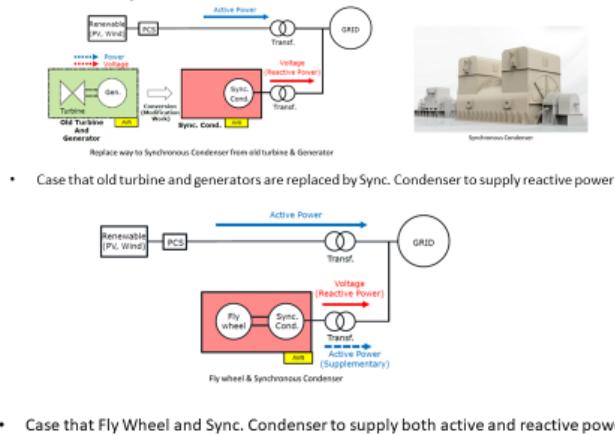 Active Power
Renewable
(PV, Wind)
PCS
Transf.
GRID
Power
Voltage
Voltage
(Reactive Power)
Turbine
Gen.
Conversion
(Modification
Work)
Sync.
Cond.
Transf.
Old Turbine
And
Generator
AVR
Sync. Cond.
AVR
Synchronous Condenser
Replace way to Synchronous Condenser from old turbine & Generator
• Case that old turbine and generators are replaced by Sync. Condenser to supply reactive power
Active Power
Renewable
(PV, Wind)
PCS
Transf.
GRID
Voltage
(Reactive Power)
Fly
wheel
Sync.
Cond.
Transf.
AVR
Active Power
(Supplementary)
Fly wheel & Synchronous Condenser
• Case that Fly Wheel and Sync. Condenser to supply both active and reactive pow